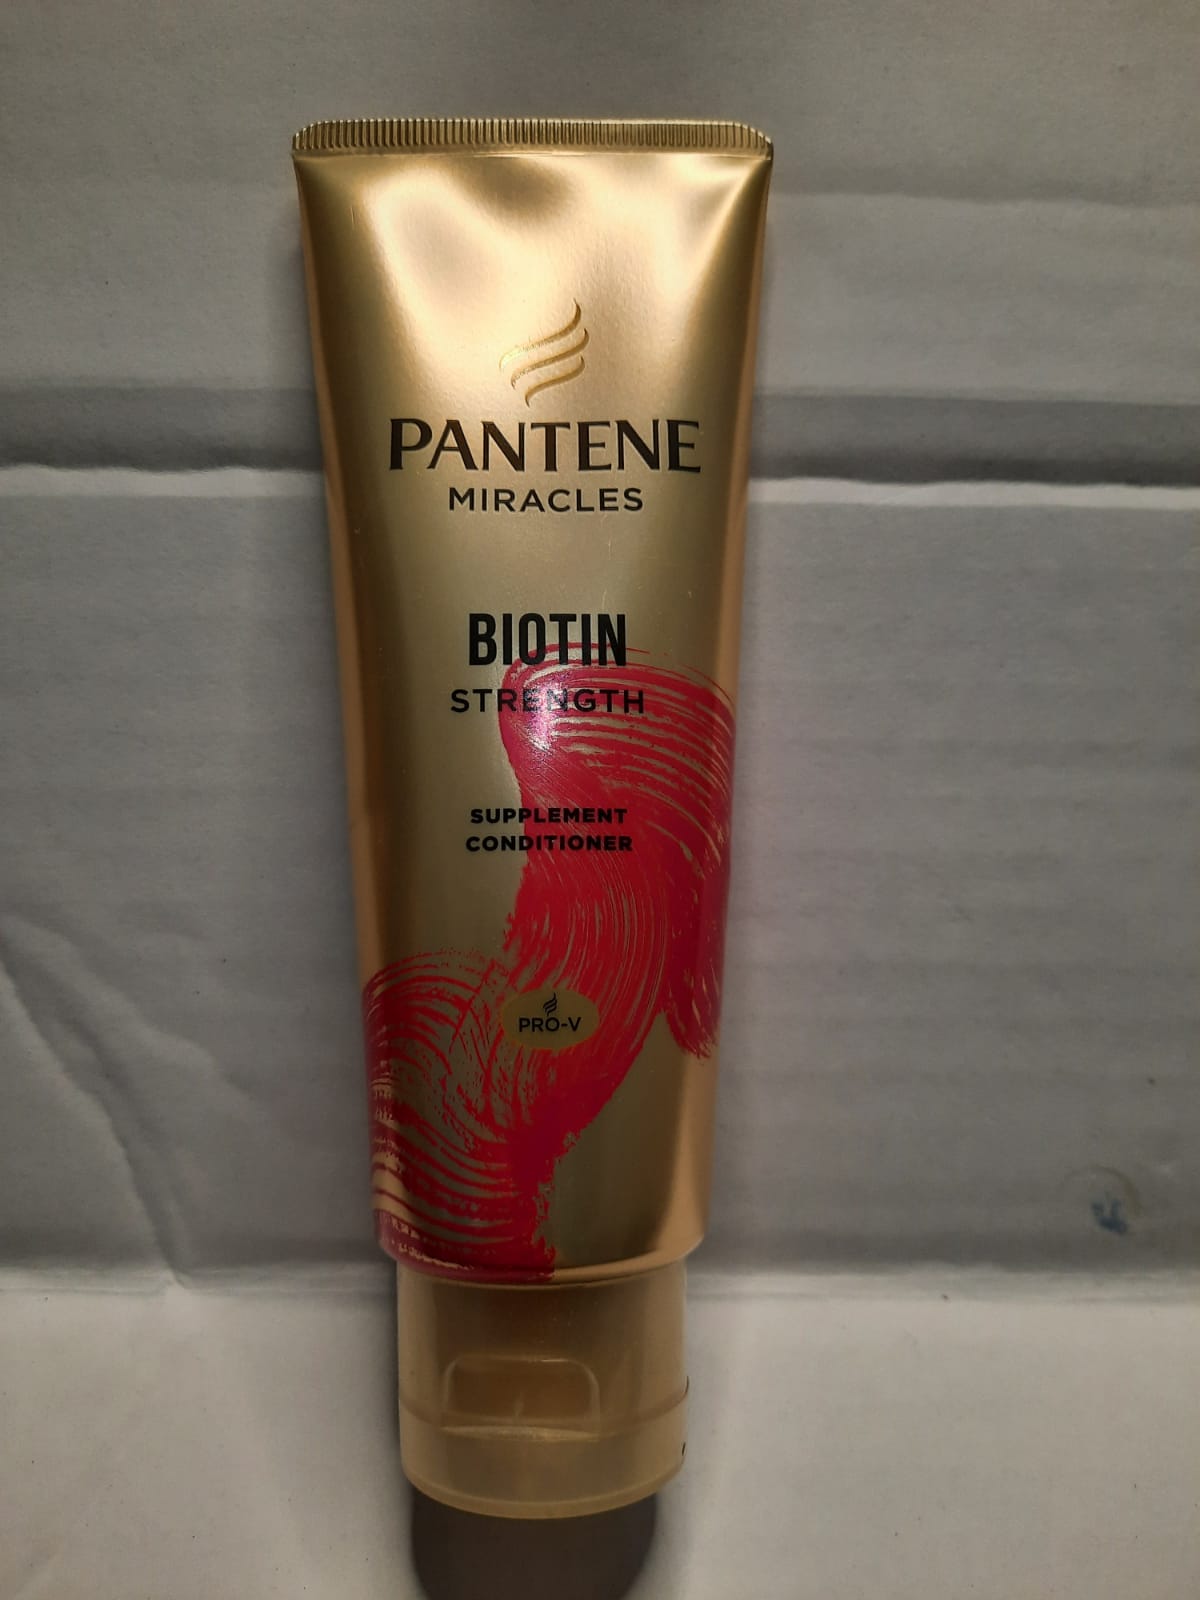 PANTENE
MIRACLES
BIOTIN
STRENGTH
SUPPLEMENT
CONDITIONER
PRO-V